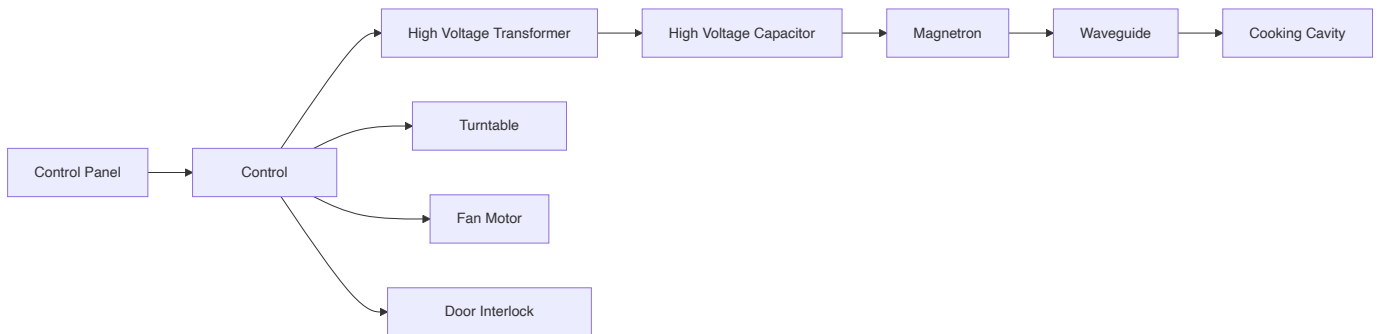 High Voltage Transformer
High Voltage Capacitor
Magnetron
Waveguide
Cooking Cavity
Turntable
Control Panel
Control
Fan Motor
Door Interlock